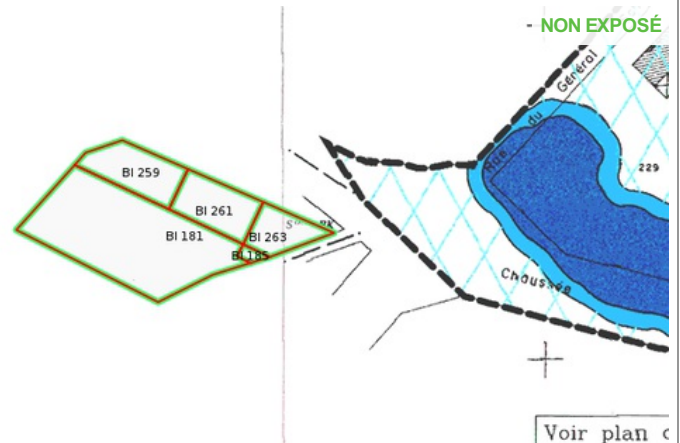 - NON EXPOSÉ
Rue du Général
BI 259
229
BI 261
BI 181
BI 263
BI 185
Chaussée
Voir plan